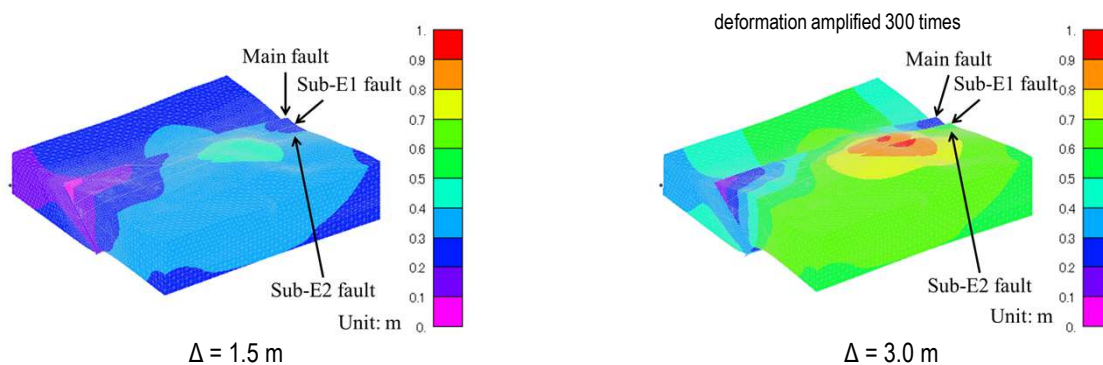 deformation amplified 300 times
Main fault
Sub-E1 fault
Sub-E2 fault
Unit: m
1.
0.9
0.8
0.7
0.6
0.5
0.4
0.3
0.2
0.1
0.
Δ = 1.5 m
Main fault
Sub-E1 fault
Sub-E2 fault
Unit: m
1.
0.9
0.8
0.7
0.6
0.5
0.4
0.3
0.2
0.1
0.
Δ = 3.0 m